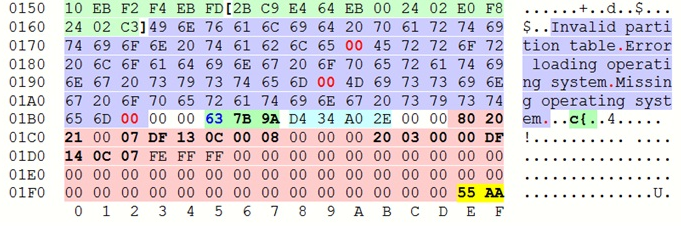 0150 10 EB F2 F4 EB FD[2B C9 E4 64 EB 00 24 02 E0 F8 ......+..d..$...
0160 24 02 C3]49 6E 76 61 6C 69 64 20 70 61 72 74 69 $..Invalid parti
0170 74 69 6F 6E 20 74 61 62 6C 65 00 45 72 72 6F 72 tion table.Error
0180 20 6C 6F 61 64 69 6E 67 20 6F 70 65 72 61 74 69 loading operati
0190 6E 67 20 73 79 73 74 65 6D 00 4D 69 73 73 69 6E ng system.Missin
01A0 67 20 6F 70 65 72 61 74 69 6E 67 20 73 79 73 74 g operating syst
01B0 65 6D 00 00 00 63 7B 9A D4 34 A0 2E 00 00 80 20 em...c{..4.....
01C0 21 00 07 DF 13 0C 00 08 00 00 00 20 03 00 00 DF !...............
01D0 14 0C 07 FE FF FF 00 00 00 00 00 00 00 00 00 00 ................
01E0 00 00 00 00 00 00 00 00 00 00 00 00 00 00 00 00 ................
01F0 00 00 00 00 00 00 00 00 00 00 00 00 00 00 55 AA ..............U.
0 1 2 3 4 5 6 7 8 9 A B C D E F